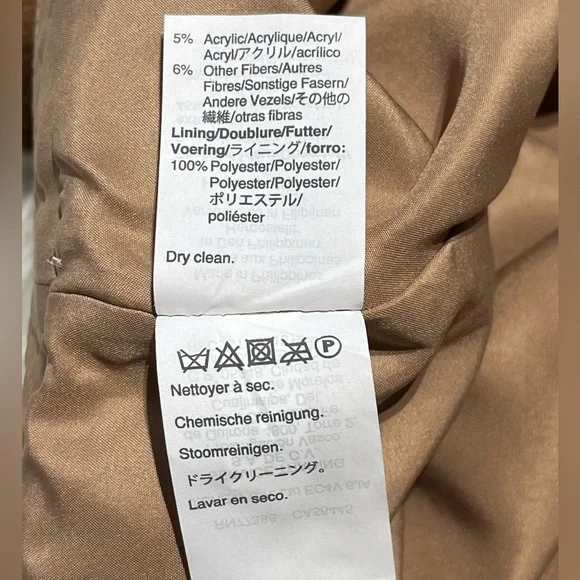 5% Acrylic/Acrylique/Acryl/
Acryl/アクリル/acrílico
6% Other Fibers/Autres
Fibres/Sonstige Fasern/
Andere Vezels/その他の
繊維/otras fibras
Lining/Doublure/Futter/
Voering/ライニング/forro:
100% Polyester/Polyester/
Polyester/Polyester/
ポリエステル/
poliéster
Dry clean.
P
Nettoyer à sec.
Chemische reinigung.
Stoomreinigen.
ドライクリーニング。
Lavar en seco.